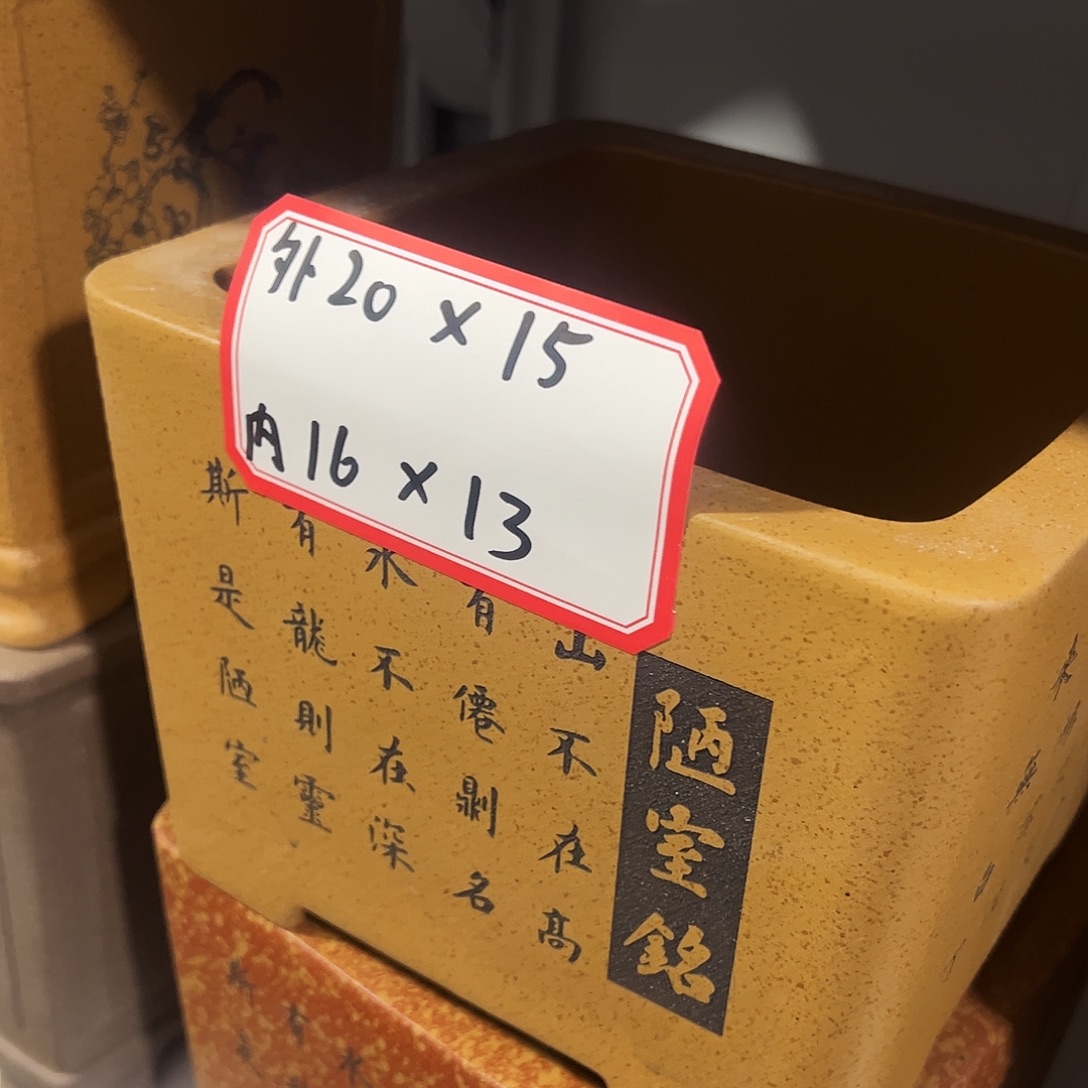 外20×15
内16×13
陋室銘
山不在高
有僊剿名
水不在深
有龍則靈
斯是陋室